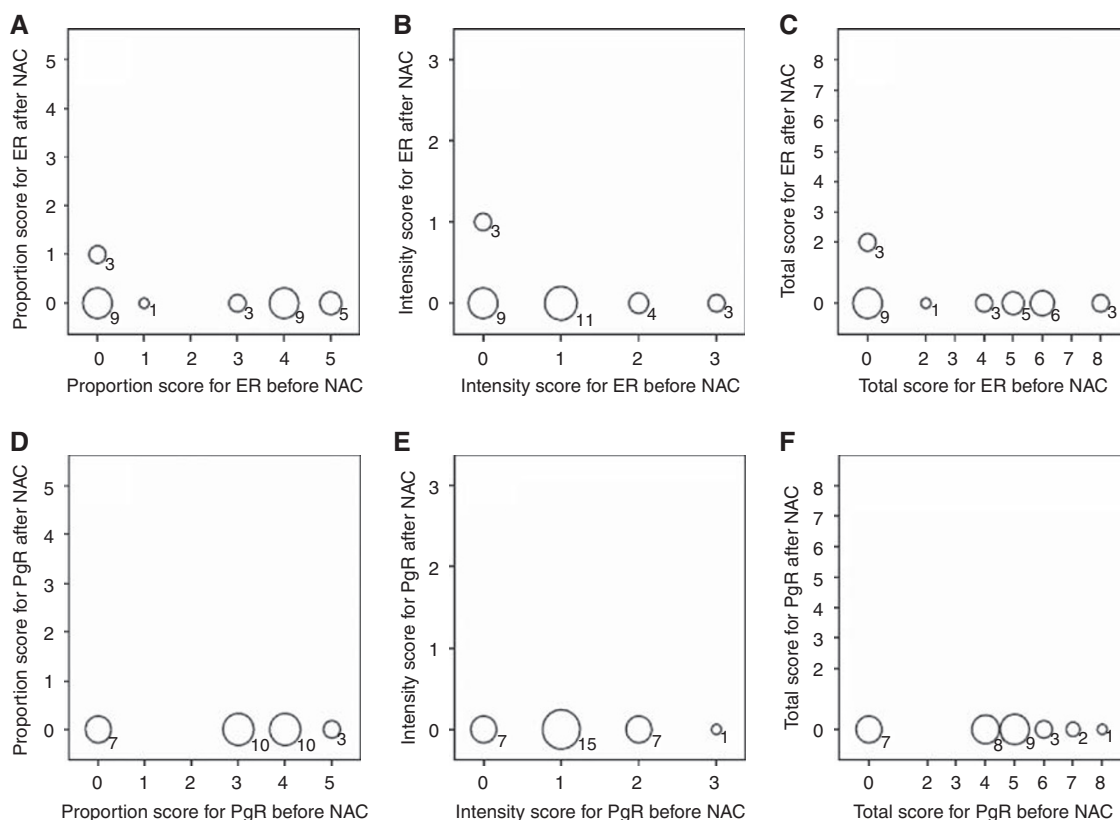 A
Proportion score for ER after NAC
5
4
3
2
1
0
3
9
1
3
9
5
0 1 2 3 4 5
Proportion score for ER before NAC
B
Intensity score for ER after NAC
3
2
1
0
3
9
11
4
3
0 1 2 3
Intensity score for ER before NAC
C
Total score for ER after NAC
8
7
6
5
4
3
2
0
3
9
1
3
5
6
3
0 2 3 4 5 6 7 8
Total score for ER before NAC
D
Proportion score for PgR after NAC
5
4
3
2
1
0
7
10
10
3
0 1 2 3 4 5
Proportion score for PgR before NAC
E
Intensity score for PgR after NAC
3
2
1
0
7
15
7
1
0 1 2 3
Intensity score for PgR before NAC
F
Total score for PgR after NAC
8
7
6
5
4
3
2
0
7
8
9
3
2
1
0 2 3 4 5 6 7 8
Total score for PgR before NAC